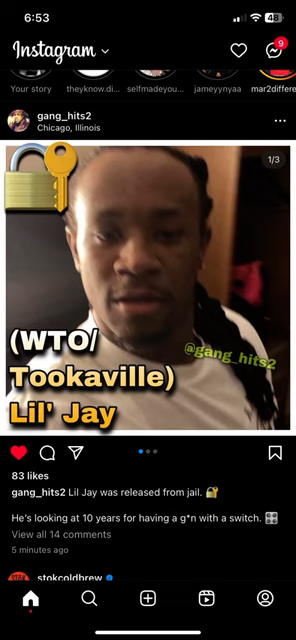 6:53
48
Instagram
9
Your story
theyknow.di...
selfmadeyou...
jameyynyaa
mar2differe
gang_hits2
Chicago, Illinois
1/3
(WTO/
Tookaville)
Lil' Jay
@gang_hits2
83 likes
gang_hits2 Lil Jay was released from jail.
He's looking at 10 years for having a g*n with a switch.
View all 14 comments
5 minutes ago
stokcoldbrew